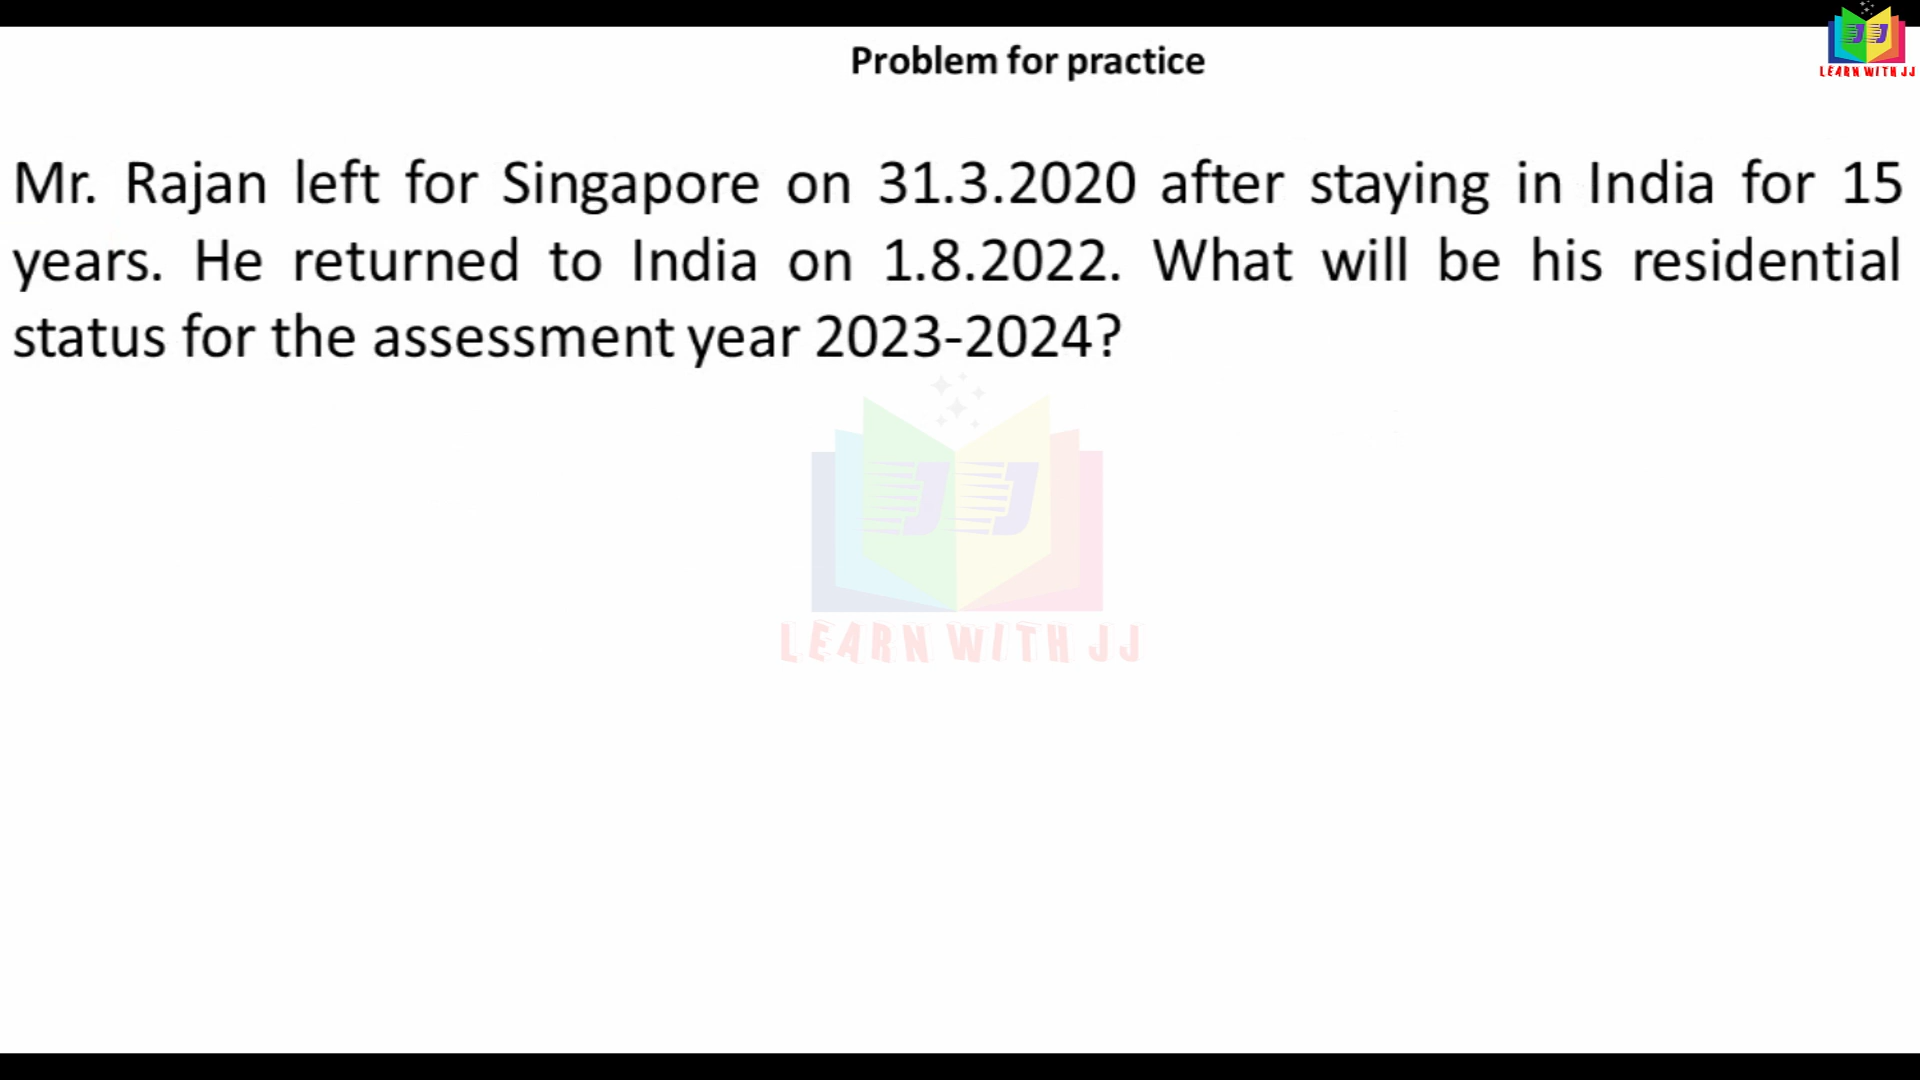 LEARN WITH JJ
Problem for practice
Mr. Rajan left for Singapore on 31.3.2020 after staying in India for 15
years. He returned to India on 1.8.2022. What will be his residential
status for the assessment year 2023-2024?
JJ
LEARN WITH JJ